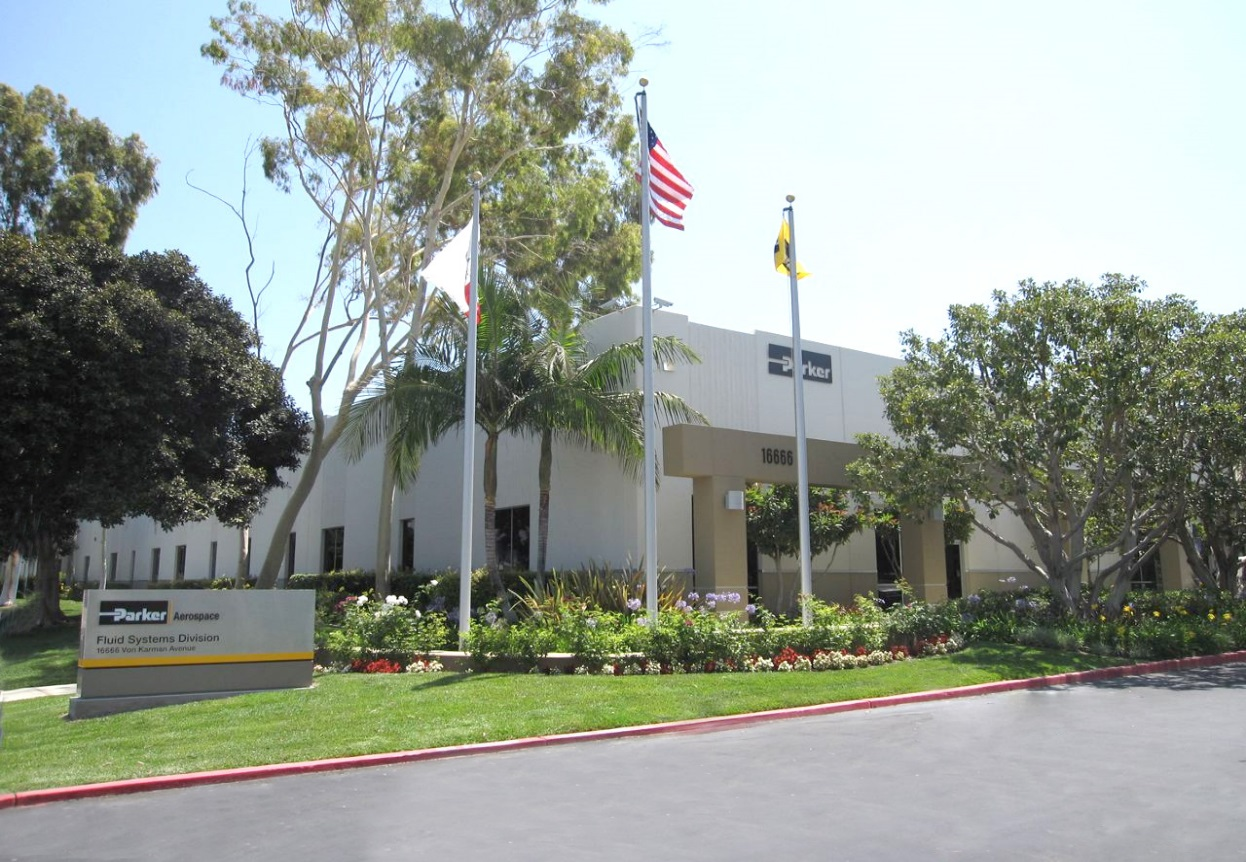 Parker
16666
Parker Aerospace
Fluid Systems Division
16666 Von Karman Avenue